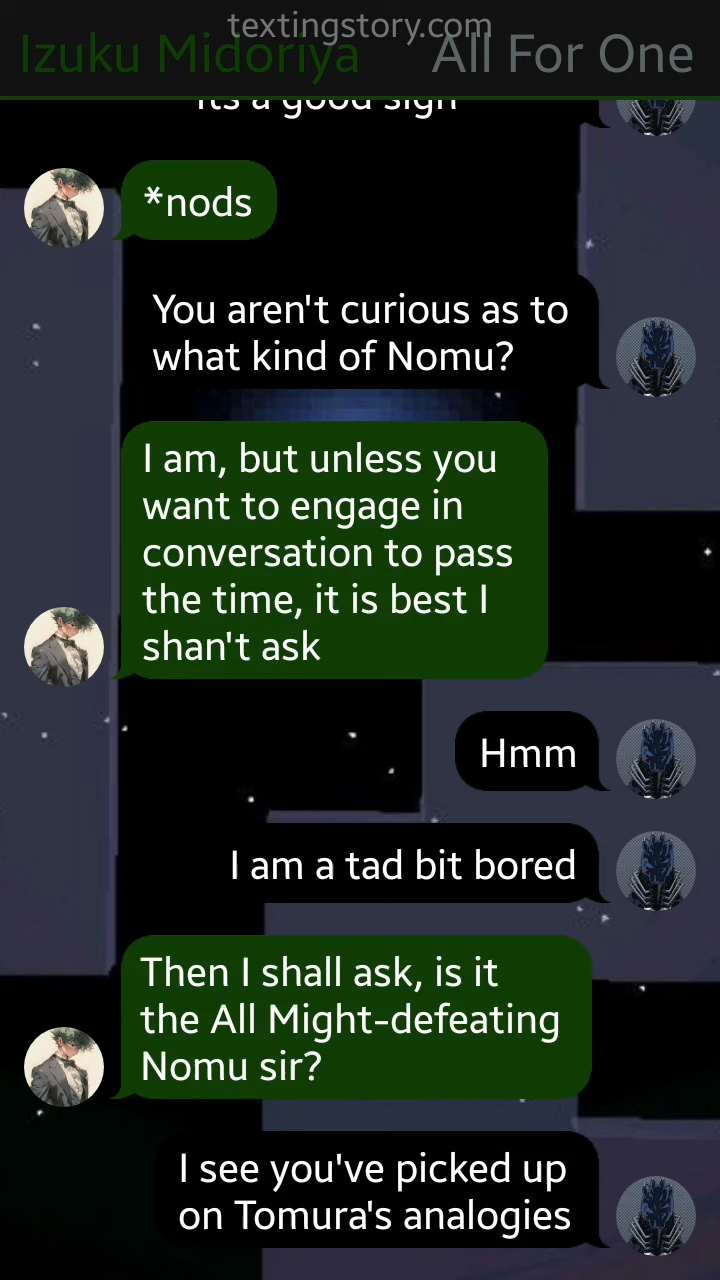 textingstory.com
Izuku Midoriya All For One
Its a good sign
*nods
You aren't curious as to
what kind of Nomu?
I am, but unless you
want to engage in
conversation to pass
the time, it is best I
shan't ask
Hmm
I am a tad bit bored
Then I shall ask, is it
the All Might-defeating
Nomu sir?
I see you've picked up
on Tomura's analogies